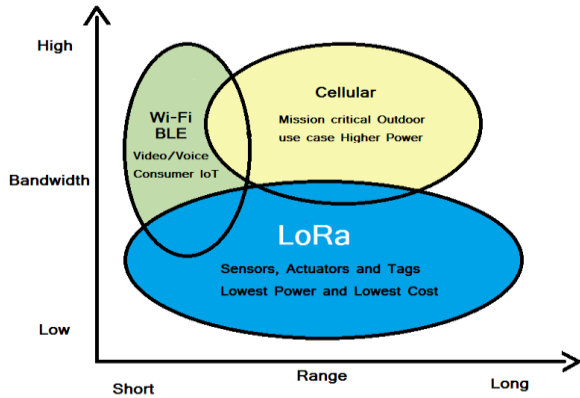 High
Wi-Fi
BLE
Video/Voice
Consumer IoT
Cellular
Mission critical Outdoor
use case Higher Power
Bandwidth
LoRa
Sensors, Actuators and Tags
Lowest Power and Lowest Cost
Low
Short
Range
Long